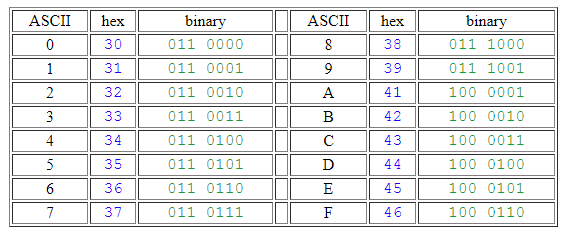 ASCII hex binary ASCII hex binary
0 30 011 0000 8 38 011 1000
1 31 011 0001 9 39 011 1001
2 32 011 0010 A 41 100 0001
3 33 011 0011 B 42 100 0010
4 34 011 0100 C 43 100 0011
5 35 011 0101 D 44 100 0100
6 36 011 0110 E 45 100 0101
7 37 011 0111 F 46 100 0110